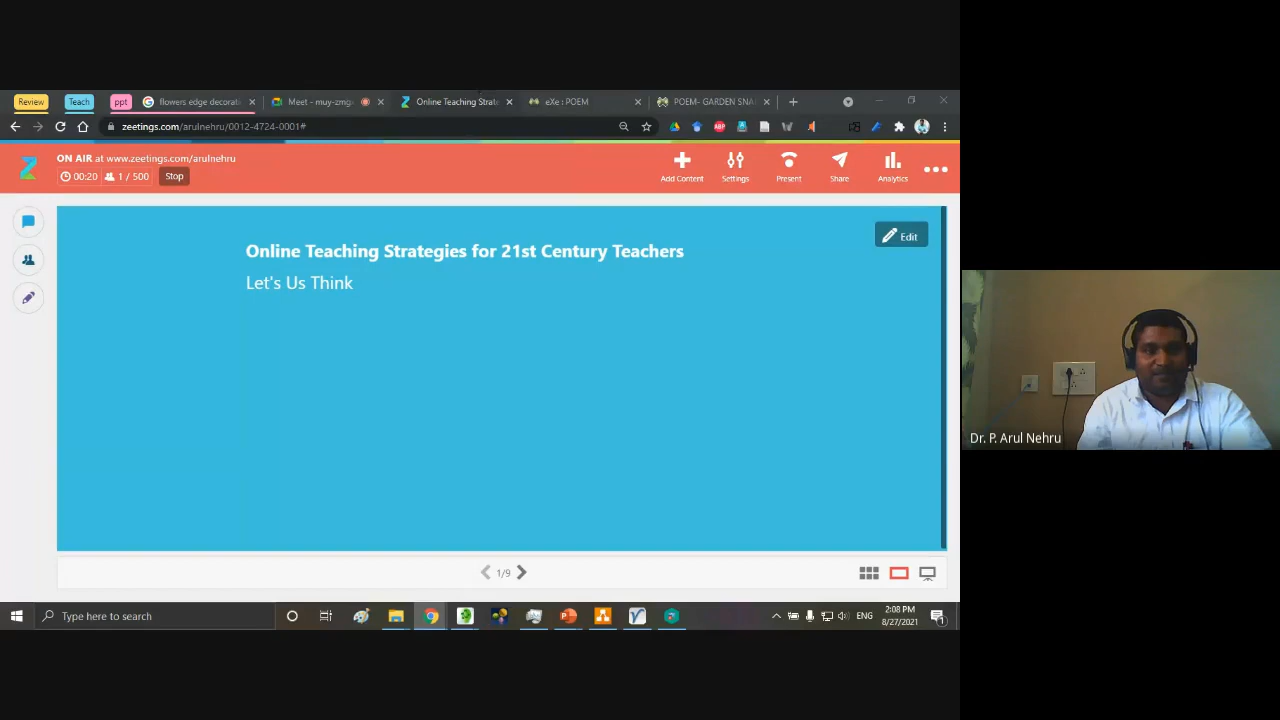 Review
Teach
ppt
flowers edge decorati
Meet - muy-zmg
Online Teaching Strate
eXe : POEM
POEM- GARDEN SNA
zeetings.com/arulnehru/0012-4724-0001#
ABP
ON AIR at www.zeetings.com/arulnehru
00:20
1 / 500
Stop
Add Content
Settings
Present
Share
Analytics
Online Teaching Strategies for 21st Century Teachers
Let's Us Think
Edit
1/9
Dr. P. Arul Nehru
Type here to search
ENG
2:08 PM
8/27/2021
1